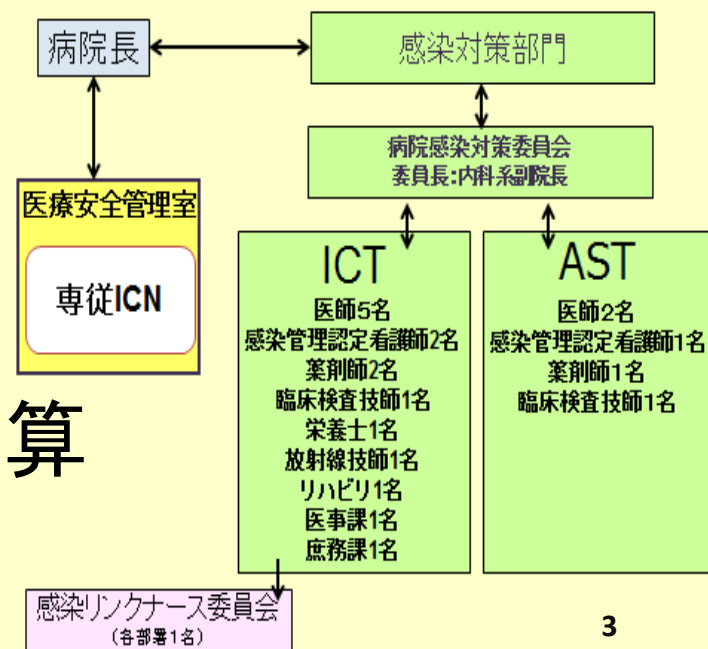 病院長
感染対策部門
病院感染対策委員会
委員長:内科系副院長
医療安全管理室
専従ICN
ICT
医師5名
感染管理認定看護師2名
薬剤師2名
臨床検査技師1名
栄養士1名
放射線技師1名
リハビリ1名
医事課1名
庶務課1名
AST
医師2名
感染管理認定看護師1名
薬剤師1名
臨床検査技師1名
算
感染リンクナース委員会
(各部署1名)
3